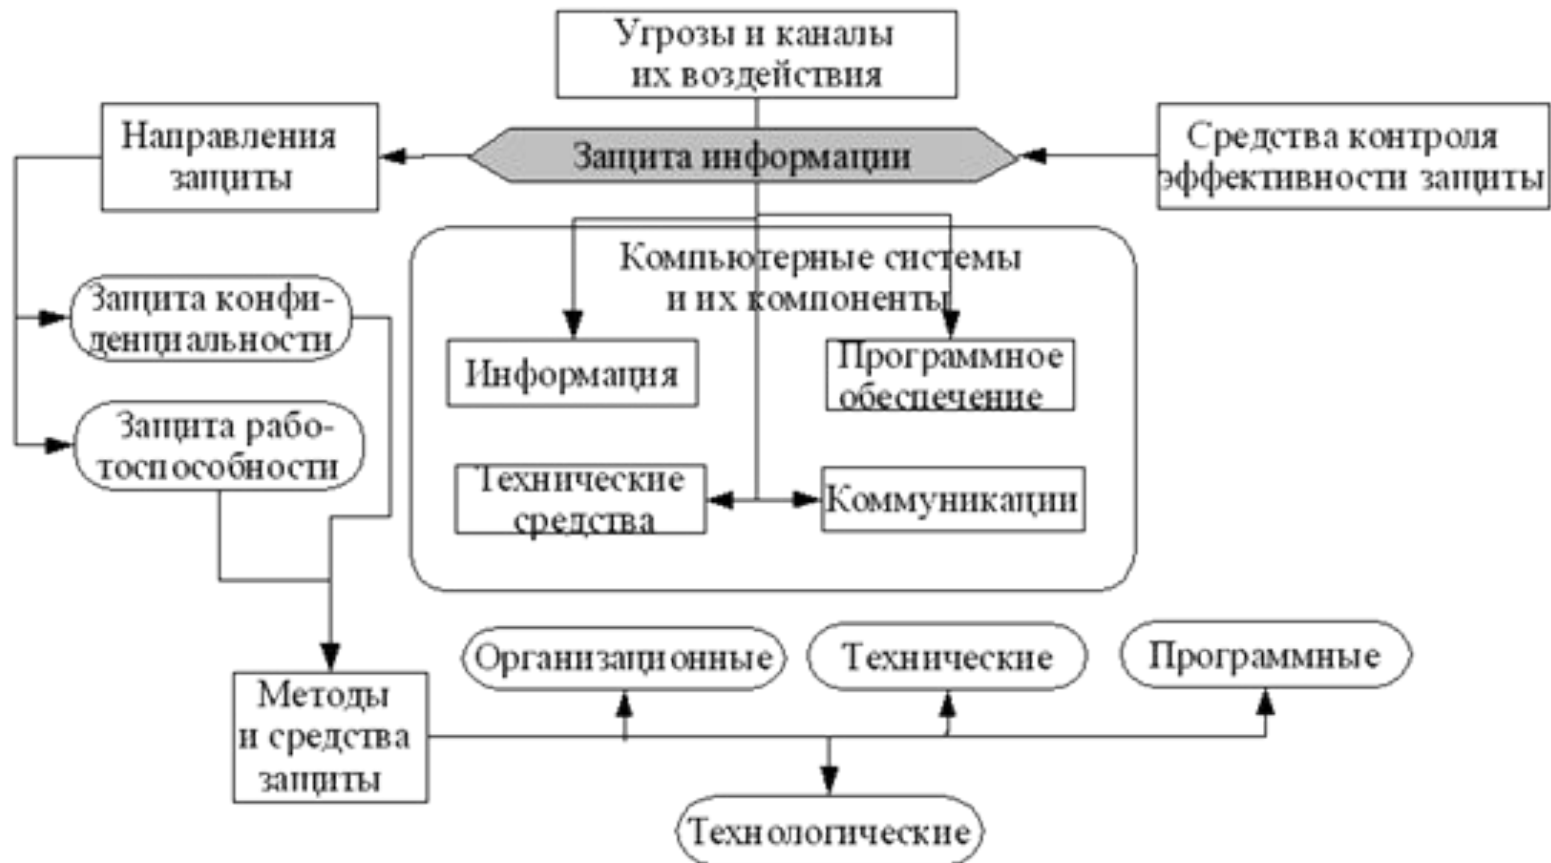 Угрозы и каналы
их воздействия
Направления
защиты
Защита информации
Средства контроля
эффективности защиты
Компьютерные системы
и их компоненты
Защита конфи-
денциальности
Информация
Программное
обеспечение
Защита рабо-
тоспособности
Технические
средства
Коммуникации
Организационные
Технические
Программные
Методы
и средства
защиты
Технологические